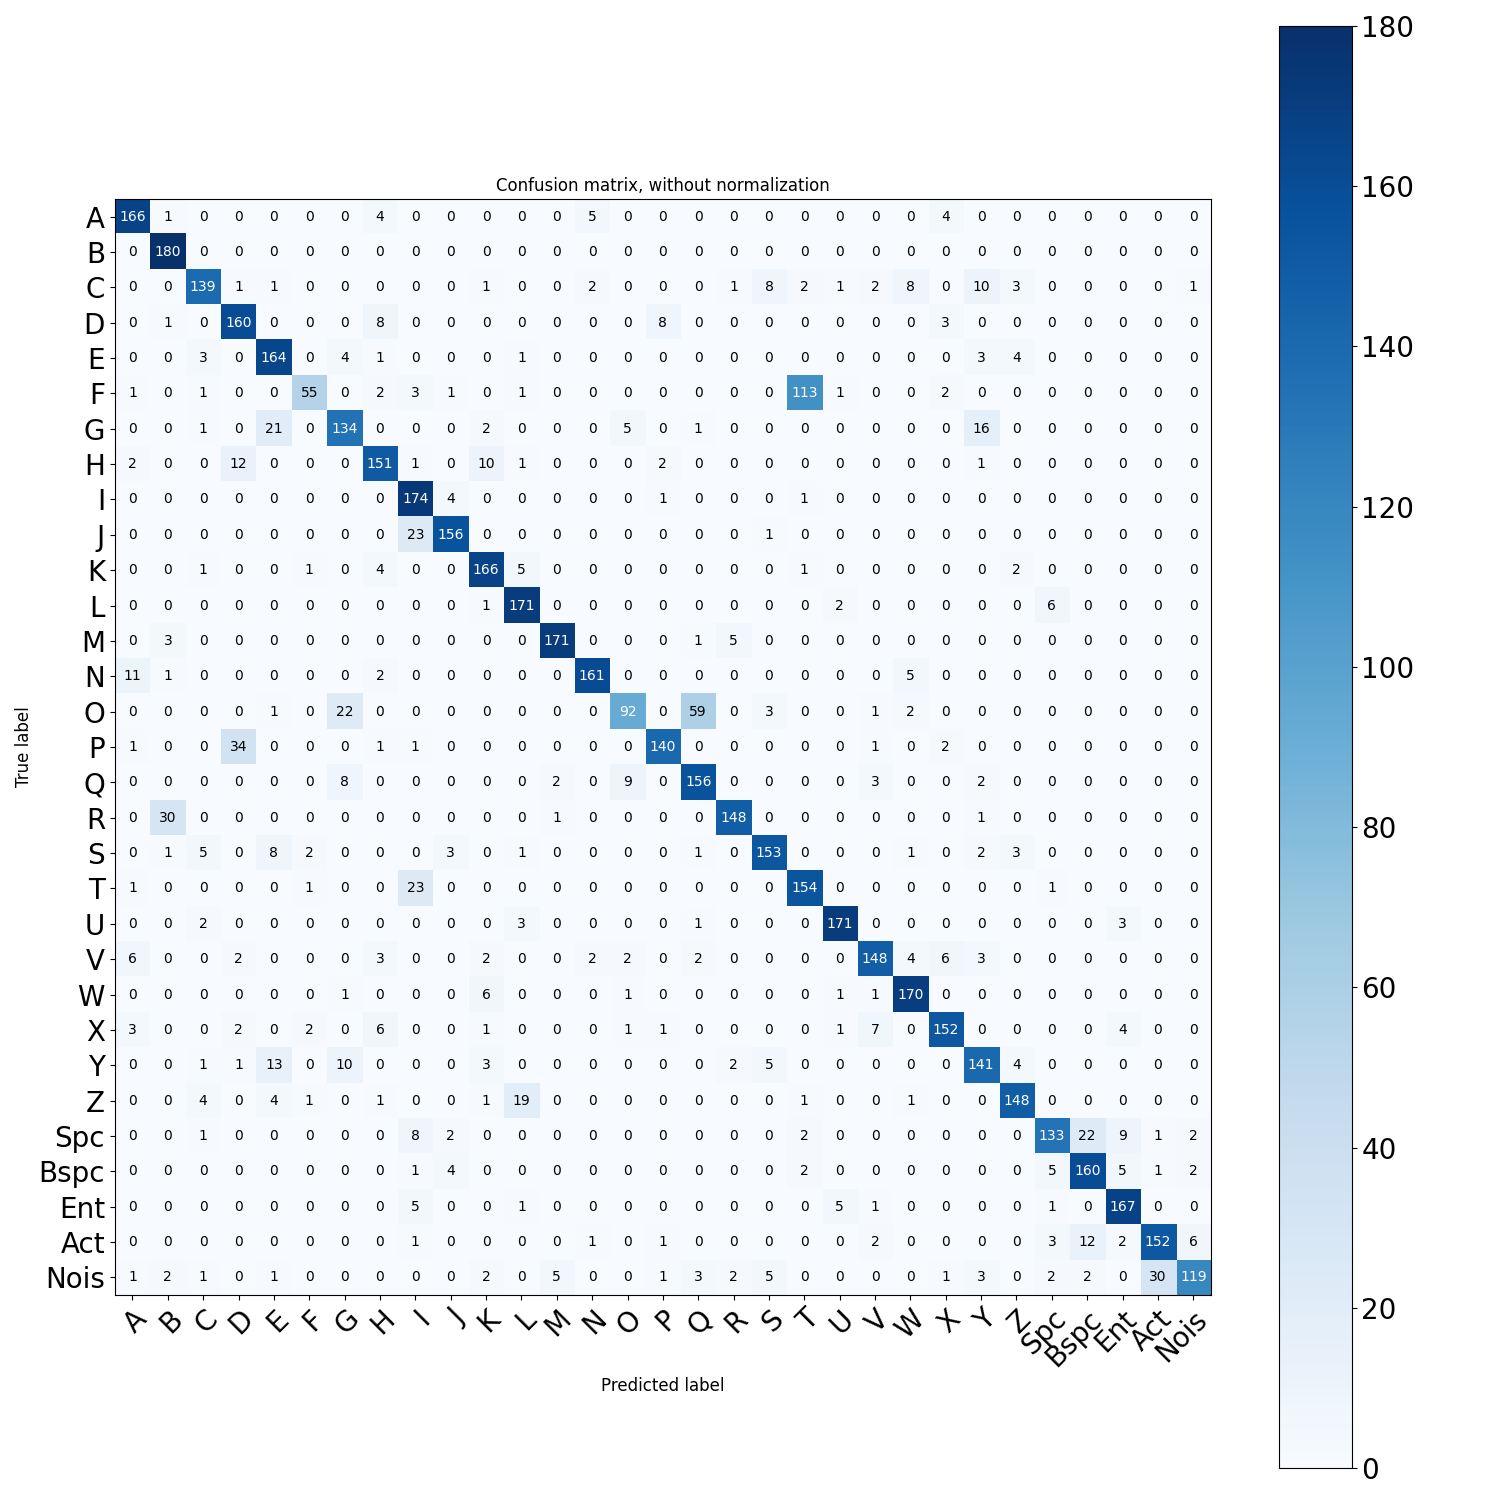 Confusion matrix, without normalization
A 166 1 0 0 0 0 0 4 0 0 0 0 0 5 0 0 0 0 0 0 0 0 0 4 0 0 0 0 0 0 0
B 0 180 0 0 0 0 0 0 0 0 0 0 0 0 0 0 0 0 0 0 0 0 0 0 0 0 0 0 0 0 0
C 0 0 139 1 1 0 0 0 0 0 1 0 0 2 0 0 0 1 8 2 1 2 8 0 10 3 0 0 0 0 1
D 0 1 0 160 0 0 0 8 0 0 0 0 0 0 0 8 0 0 0 0 0 0 0 3 0 0 0 0 0 0 0
E 0 0 3 0 164 0 4 1 0 0 0 1 0 0 0 0 0 0 0 0 0 0 0 0 3 4 0 0 0 0 0
F 1 0 1 0 0 55 0 2 3 1 0 1 0 0 0 0 0 0 0 113 1 0 0 2 0 0 0 0 0 0 0
G 0 0 1 0 21 0 134 0 0 0 2 0 0 0 5 0 1 0 0 0 0 0 0 0 16 0 0 0 0 0 0
H 2 0 0 12 0 0 0 151 1 0 10 1 0 0 0 2 0 0 0 0 0 0 0 0 1 0 0 0 0 0 0
I 0 0 0 0 0 0 0 0 174 4 0 0 0 0 0 1 0 0 0 1 0 0 0 0 0 0 0 0 0 0 0
J 0 0 0 0 0 0 0 0 23 156 0 0 0 0 0 0 0 0 1 0 0 0 0 0 0 0 0 0 0 0 0
K 0 0 1 0 0 1 0 4 0 0 166 5 0 0 0 0 0 0 0 1 0 0 0 0 0 2 0 0 0 0 0
L 0 0 0 0 0 0 0 0 0 0 1 171 0 0 0 0 0 0 0 0 2 0 0 0 0 0 6 0 0 0 0
M 0 3 0 0 0 0 0 0 0 0 0 0 171 0 0 0 1 5 0 0 0 0 0 0 0 0 0 0 0 0 0
N 11 1 0 0 0 0 0 2 0 0 0 0 0 161 0 0 0 0 0 0 0 0 5 0 0 0 0 0 0 0 0
O 0 0 0 0 1 0 22 0 0 0 0 0 0 0 92 0 59 0 3 0 0 1 2 0 0 0 0 0 0 0 0
P 1 0 0 34 0 0 0 1 1 0 0 0 0 0 0 140 0 0 0 0 0 1 0 2 0 0 0 0 0 0 0
Q 0 0 0 0 0 0 8 0 0 0 0 0 2 0 9 0 156 0 0 0 0 3 0 0 2 0 0 0 0 0 0
R 0 30 0 0 0 0 0 0 0 0 0 0 1 0 0 0 0 148 0 0 0 0 0 0 1 0 0 0 0 0 0
S 0 1 5 0 8 2 0 0 0 3 0 1 0 0 0 0 1 0 153 0 0 0 1 0 2 3 0 0 0 0 0
T 1 0 0 0 0 1 0 0 23 0 0 0 0 0 0 0 0 0 0 154 0 0 0 0 0 0 1 0 0 0 0
U 0 0 2 0 0 0 0 0 0 0 0 3 0 0 0 0 1 0 0 0 171 0 0 0 0 0 0 0 3 0 0
V 6 0 0 2 0 0 0 3 0 0 2 0 0 2 2 0 2 0 0 0 0 148 4 6 3 0 0 0 0 0 0
W 0 0 0 0 0 0 1 0 0 0 6 0 0 0 1 0 0 0 0 0 1 1 170 0 0 0 0 0 0 0 0
X 3 0 0 2 0 2 0 6 0 0 1 0 0 0 1 1 0 0 0 0 1 7 0 152 0 0 0 0 4 0 0
Y 0 0 1 1 13 0 10 0 0 0 3 0 0 0 0 0 0 2 5 0 0 0 0 0 141 4 0 0 0 0 0
Z 0 0 4 0 4 1 0 1 0 0 1 19 0 0 0 0 0 0 0 1 0 0 1 0 0 148 0 0 0 0 0
Spc 0 0 1 0 0 0 0 0 8 2 0 0 0 0 0 0 0 0 0 2 0 0 0 0 0 0 133 22 9 1 2
Bspc 0 0 0 0 0 0 0 0 1 4 0 0 0 0 0 0 0 0 0 2 0 0 0 0 0 0 5 160 5 1 2
Ent 0 0 0 0 0 0 0 0 5 0 0 1 0 0 0 0 0 0 0 0 5 1 0 0 0 0 1 0 167 0 0
Act 0 0 0 0 0 0 0 0 1 0 0 0 0 1 0 1 0 0 0 0 0 2 0 0 0 0 3 12 2 152 6
Nois 1 2 1 0 1 0 0 0 0 0 2 0 5 0 0 1 3 2 5 0 0 0 0 1 3 0 2 2 0 30 119
A B C D E F G H I J K L M N O P Q R S T U V W X Y Z Spc Bspc Ent Act Nois
Predicted label
True label
180
160
140
120
100
80
60
40
20
0